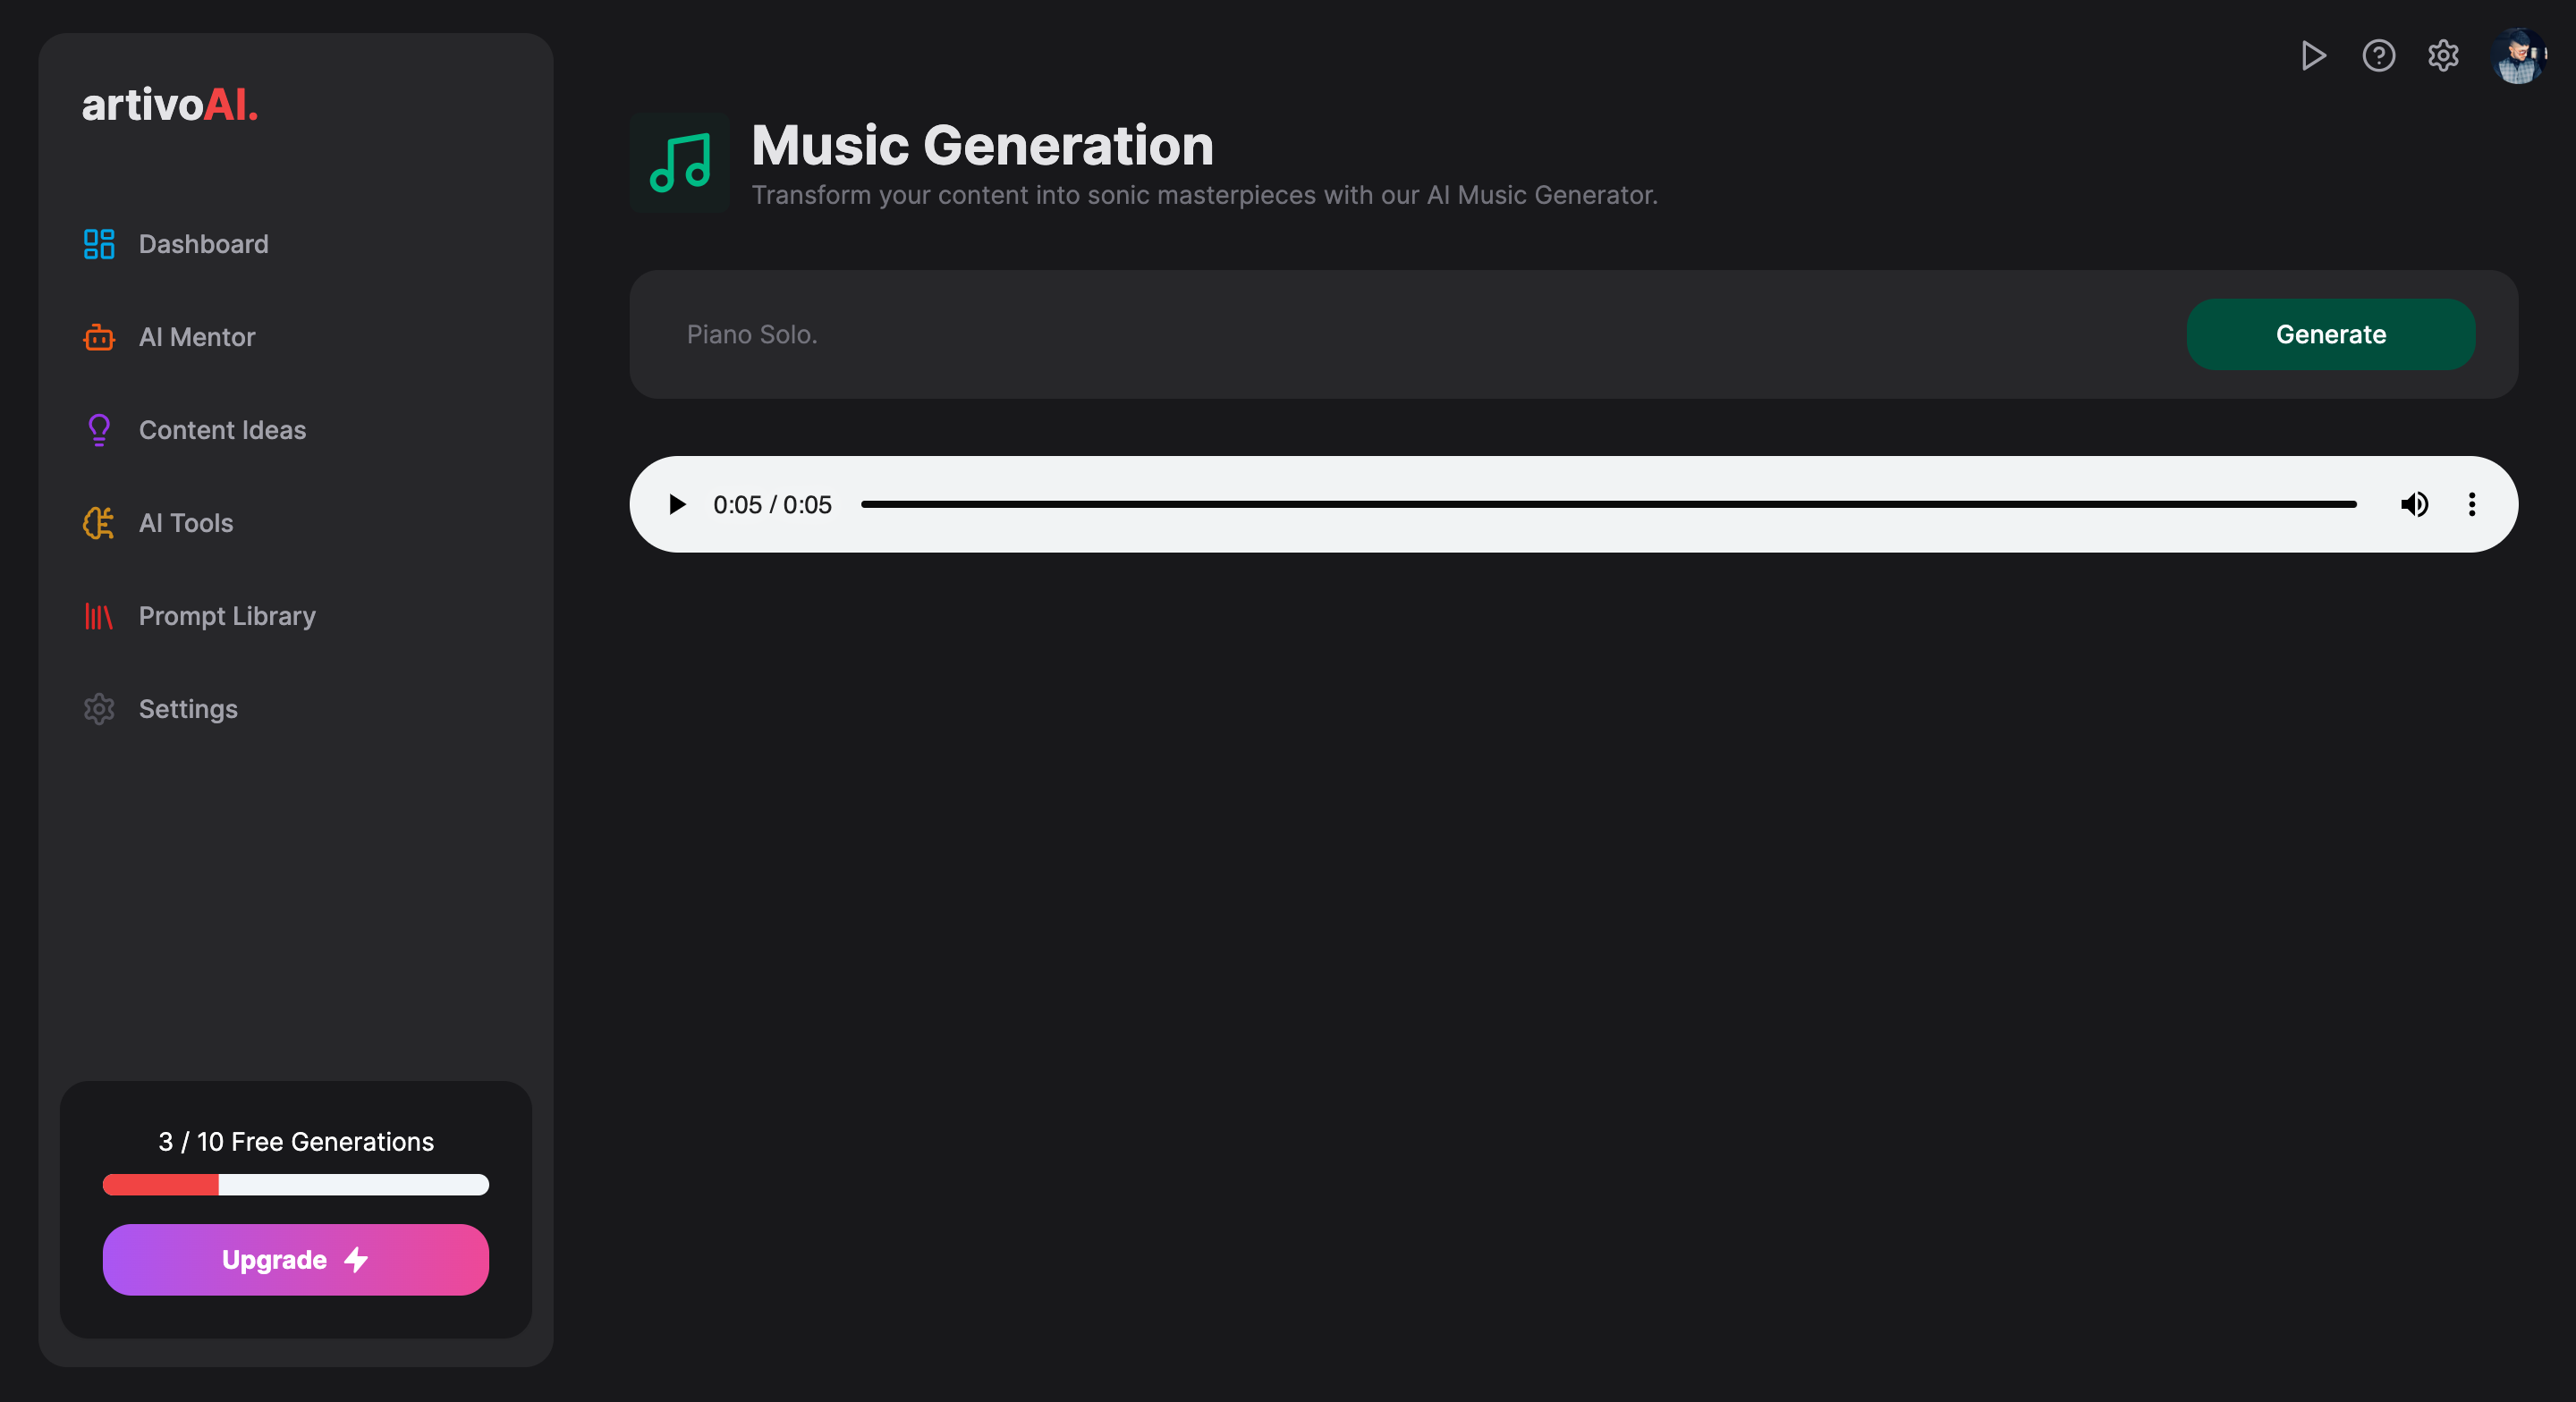 artivoAI.
Dashboard
AI Mentor
Content Ideas
AI Tools
Prompt Library
Settings
3 / 10 Free Generations
Upgrade
Music Generation
Transform your content into sonic masterpieces with our AI Music Generator.
Piano Solo.
Generate
0:05 / 0:05